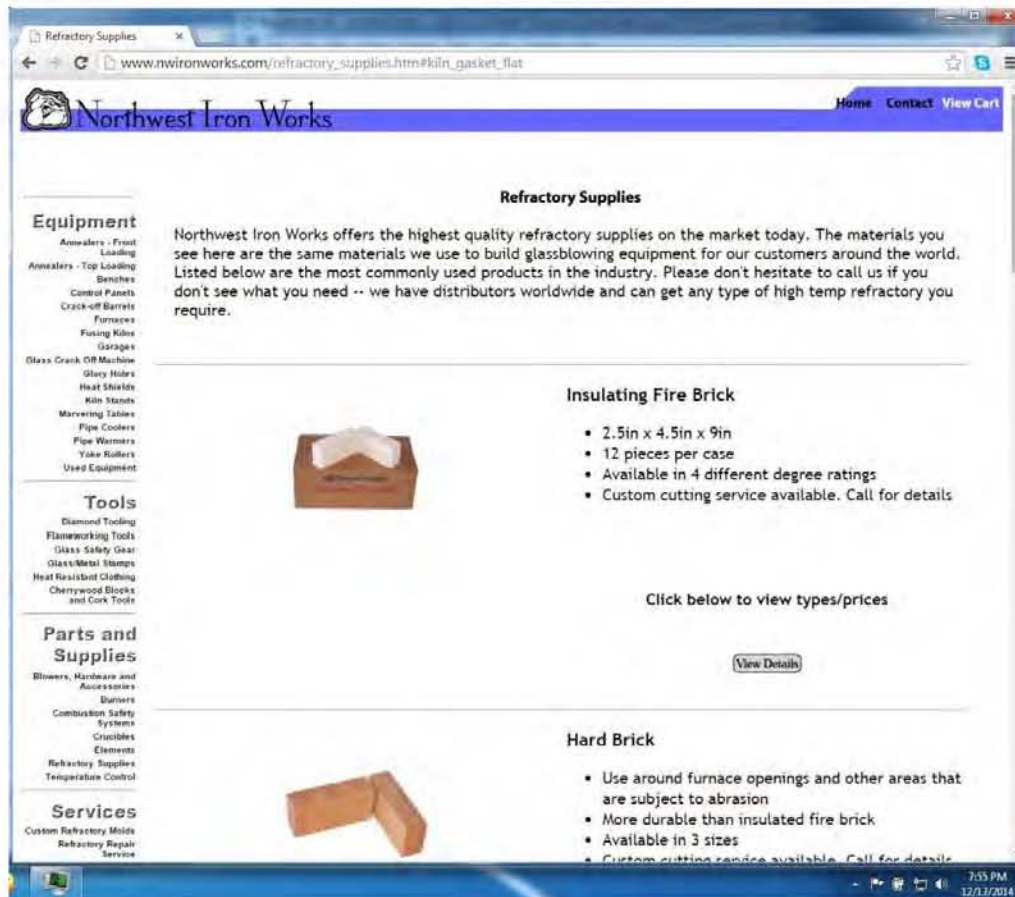 Refractory Supplies
www.nwironworks.com/refractory_supplies.htm#kiln_gasket_flat
Northwest Iron Works
Home Contact View Cart
Equipment
Annealers - Front
Loading
Annealers - Top Loading
Benches
Control Panels
Crack-off Barrels
Furnaces
Fusing Kilns
Garages
Glass Crack Off Machine
Glory Holes
Heat Shields
Kiln Stands
Marvering Tables
Pipe Coolers
Pipe Warmers
Yoke Rollers
Used Equipment
Tools
Diamond Tooling
Flameworking Tools
Glass Safety Gear
Glass/Metal Stamps
Heat Resistant Clothing
Cherrywood Blocks
and Cork Tools
Parts and
Supplies
Blowers, Hardware and
Accessories
Burners
Combustion Safety
Systems
Crucibles
Elements
Refractory Supplies
Temperature Control
Services
Custom Refractory Molds
Refractory Repair
Service
Refractory Supplies
Northwest Iron Works offers the highest quality refractory supplies on the market today. The materials you
see here are the same materials we use to build glassblowing equipment for our customers around the world.
Listed below are the most commonly used products in the industry. Please don't hesitate to call us if you
don't see what you need -- we have distributors worldwide and can get any type of high temp refractory you
require.
Insulating Fire Brick
• 2.5in x 4.5in x 9in
• 12 pieces per case
• Available in 4 different degree ratings
• Custom cutting service available. Call for details
Click below to view types/prices
View Details
Hard Brick
• Use around furnace openings and other areas that
are subject to abrasion
• More durable than insulated fire brick
• Available in 3 sizes
• Custom cutting service available. Call for details
7:55 PM
12/13/2014